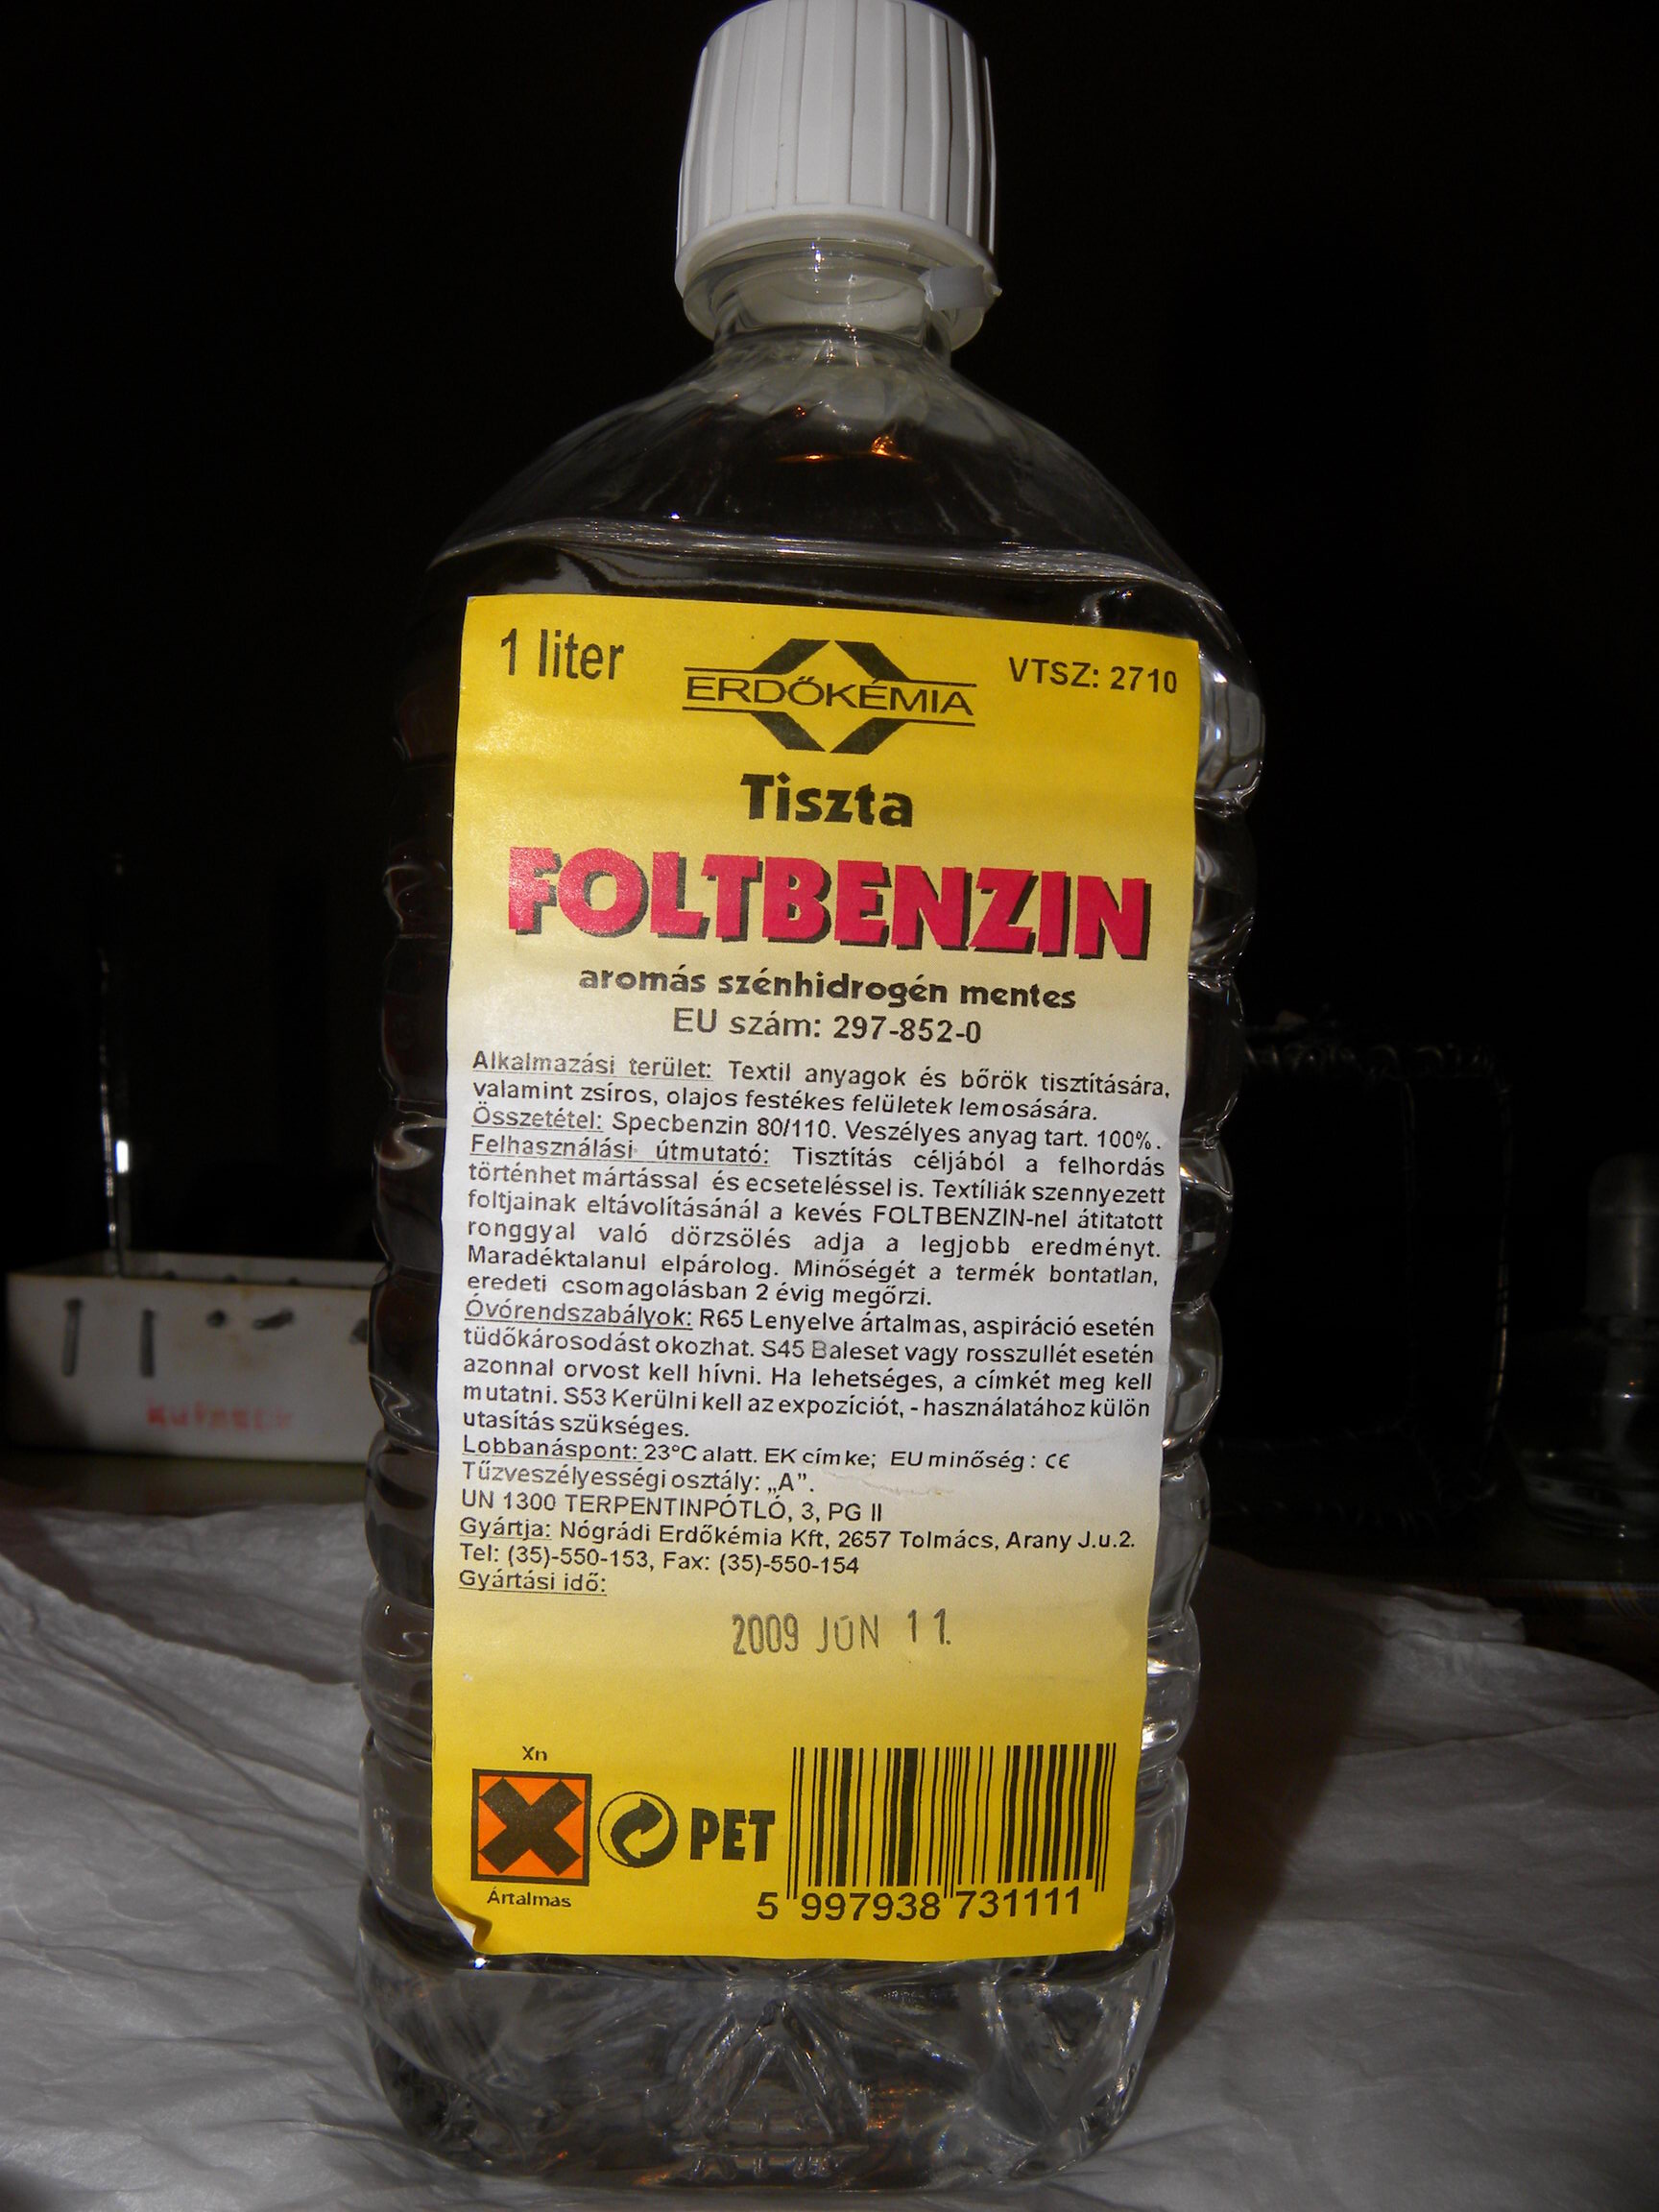 1 liter
ERDŐKÉMIA
VTSZ: 2710
Tiszta
FOLTBENZIN
aromás szénhidrogén mentes
EU szám: 297-852-0
Alkalmazási terület: Textil anyagok és bőrök tisztítására,
valamint zsíros, olajos festékes felületek lemosására.
Összetétel: Specbenzin 80/110. Veszélyes anyag tart. 100%.
Felhasználási útmutató: Tisztítás céljából a felhordás
történhet mártással és ecseteléssel is. Textíliák szennyezett
foltjainak eltávolításánál a kevés FOLTBENZIN-nel átitatott
ronggyal való dörzsölés adja a legjobb eredményt.
Maradéktalanul elpárolog. Minőségét a termék bontatlan,
eredeti csomagolásban 2 évig megőrzi.
Óvórendszabályok: R65 Lenyelve ártalmas, aspiráció esetén
tüdőkárosodást okozhat. S45 Baleset vagy rosszullét esetén
azonnal orvost kell hívni. Ha lehetséges, a címkét meg kell
mutatni. S53 Kerülni kell az expozíciót, - használatához külön
utasítás szükséges.
Lobbanáspont: 23°C alatt. EK címke; EU minőség : CE
Tűzveszélyességi osztály: „A”.
UN 1300 TERPENTINPÓTLÓ, 3, PG II
Gyártja: Nógrádi Erdőkémia Kft, 2657 Tolmács, Arany J.u.2.
Tel: (35)-550-153, Fax: (35)-550-154
Gyártási idő:
2009 JÚN 11.
Xn
Ártalmas
PET
5 997938 731111